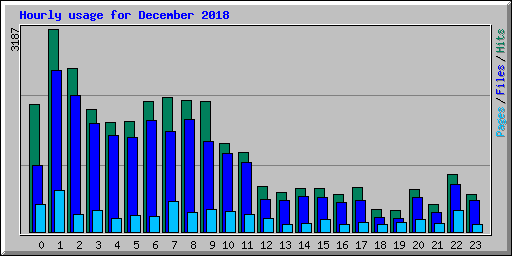 Hourly usage for December 2018
3187
Pages / Files / Hits
0 1 2 3 4 5 6 7 8 9 10 11 12 13 14 15 16 17 18 19 20 21 22 23